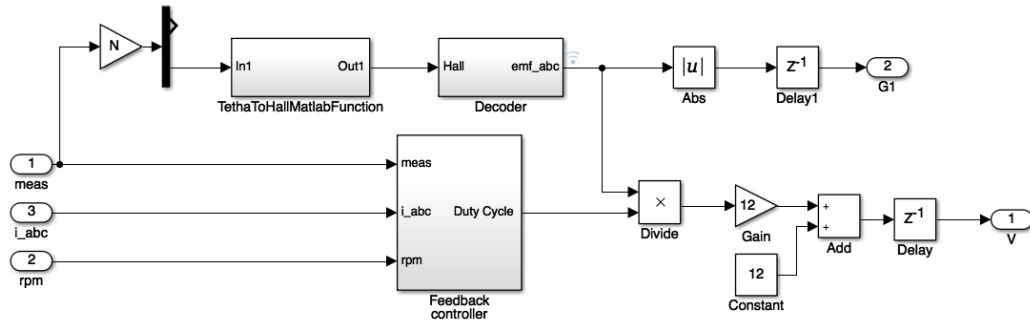 N
In1
Out1
TethaToHallMatlabFunction
Hall
emf_abc
Decoder
|u|
Abs
z-1
Delay1
2
G1
1
meas
3
i_abc
2
rpm
meas
i_abc
rpm
Duty Cycle
Feedback
controller
×
Divide
12
Gain
+
+
Add
12
Constant
z-1
Delay
1
V